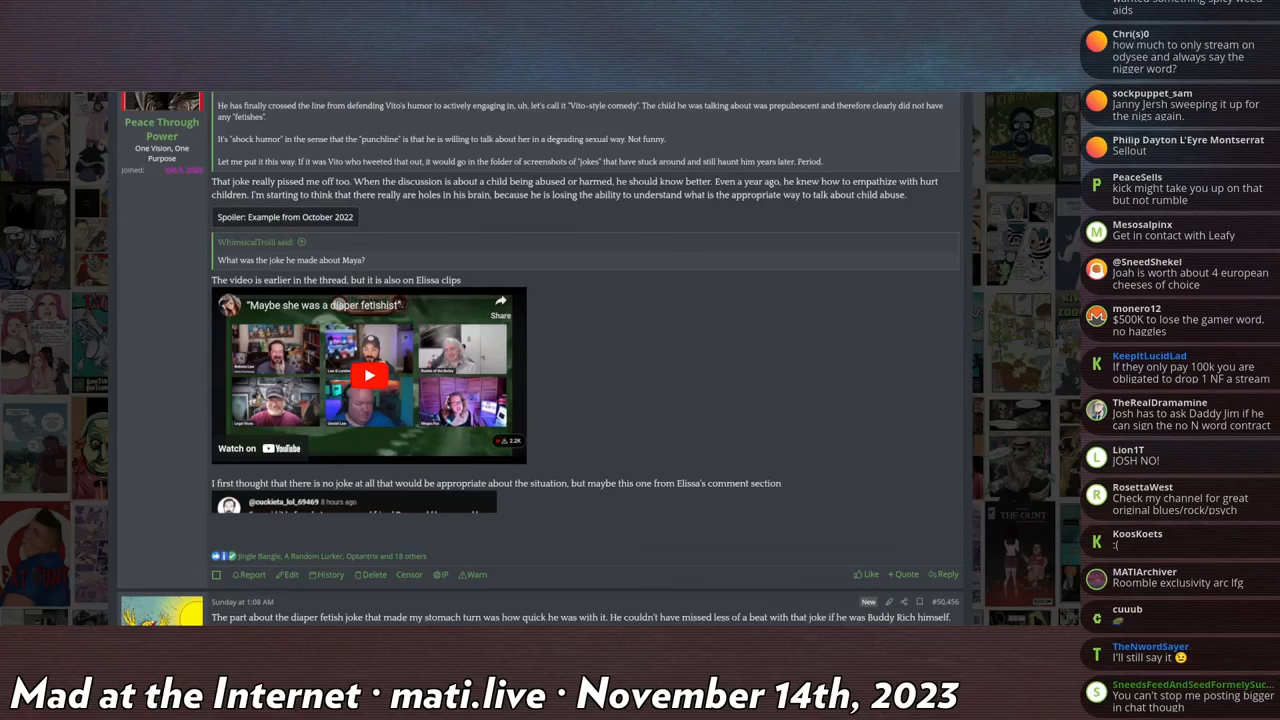 He has finally crossed the line from defending Vito's humor to actively engaging in, uh, let's call it "Vito-style comedy". The child he was talking about was prepubescent and therefore clearly did not have
any "fetishes".
It's "shock humor" in the sense that the "punchline" is that he is willing to talk about her in a degrading sexual way. Not funny.
Let me put it this way. If it was Vito who tweeted that out, it would go in the folder of screenshots of "jokes" that have stuck around and still haunt him years later. Period.
Peace Through
Power
One Vision, One
Purpose
Joined:
That joke really pissed me off too. When the discussion is about a child being abused or harmed, he should know better. Even a year ago, he knew how to empathize with hurt
children. I'm starting to think that there really are holes in his brain, because he is losing the ability to understand what is the appropriate way to talk about child abuse.
Spoiler: Example from October 2022
WhimsicalTrolli said:
What was the joke he made about Maya?
The video is earlier in the thread, but it is also on Elissa clips
"Maybe she was a diaper fetishist"
Share
Legal Vices
Megan Fox
Watch on YouTube
2.2K
I first thought that there is no joke at all that would be appropriate about the situation, but maybe this one from Elissa's comment section
@cuckieta_lol_69469 8 hours ago
Jingle Bangle, A Random Lurker, Optantrix and 18 others
Report Edit History Delete Censor IP Warn
Like + Quote Reply
Sunday at 1:08 AM
New #50,456
The part about the diaper fetish joke that made my stomach turn was how quick he was with it. He couldn't have missed less of a beat with that joke if he was Buddy Rich himself.
THE GUNT
wanted something spicy weed
aids
Chri(s)0
how much to only stream on
odysee and always say the
nigger word?
sockpuppet_sam
Janny Jersh sweeping it up for
the nigs again.
Philip Dayton L'Eyre Montserrat
Sellout
PeaceSells
kick might take you up on that
but not rumble
Mesosalpinx
Get in contact with Leafy
@SneedShekel
Joah is worth about 4 european
cheeses of choice
monero12
$500K to lose the gamer word.
no haggles
KeepItLucidLad
If they only pay 100k you are
obligated to drop 1 NF a stream
TheRealDramamine
Josh has to ask Daddy Jim if he
can sign the no N word contract
Lion1T
JOSH NO!
RosettaWest
Check my channel for great
original blues/rock/psych
KoosKoets
:(
MATIArchiver
Roomble exclusivity arc lfg
cuuub
TheNwordSayer
I'll still say it 😉
SneedsFeedAndSeedFormelySuc...
You can't stop me posting bigger
in chat though
Mad at the Internet · mati.live · November 14th, 2023